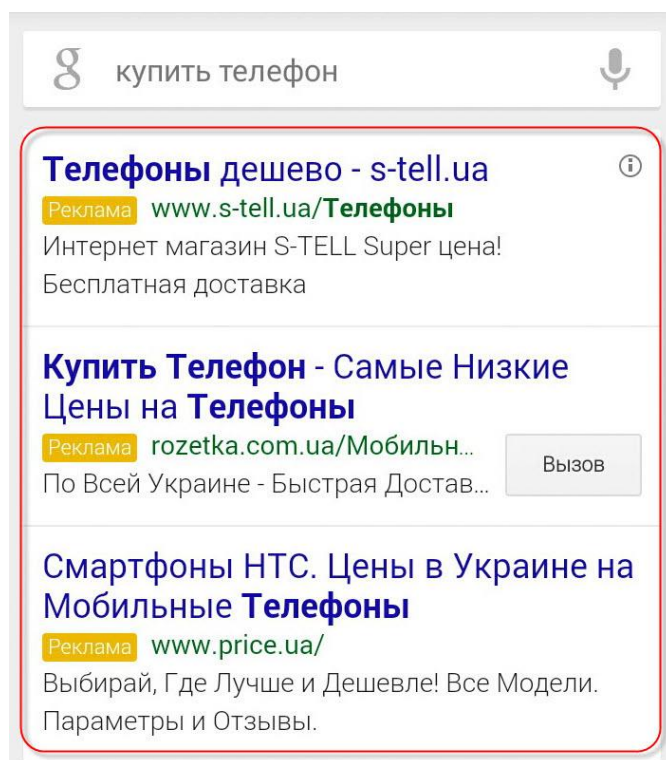 g купить телефон
Телефоны дешево - s-tell.ua
Реклама www.s-tell.ua/Телефоны
Интернет магазин S-TELL Super цена!
Бесплатная доставка
Купить Телефон - Самые Низкие
Цены на Телефоны
Реклама rozetka.com.ua/Мобильн...
По Всей Украине - Быстрая Достав...
Вызов
Смартфоны HTC. Цены в Украине на
Мобильные Телефоны
Реклама www.price.ua/
Выбирай, Где Лучше и Дешевле! Все Модели.
Параметры и Отзывы.